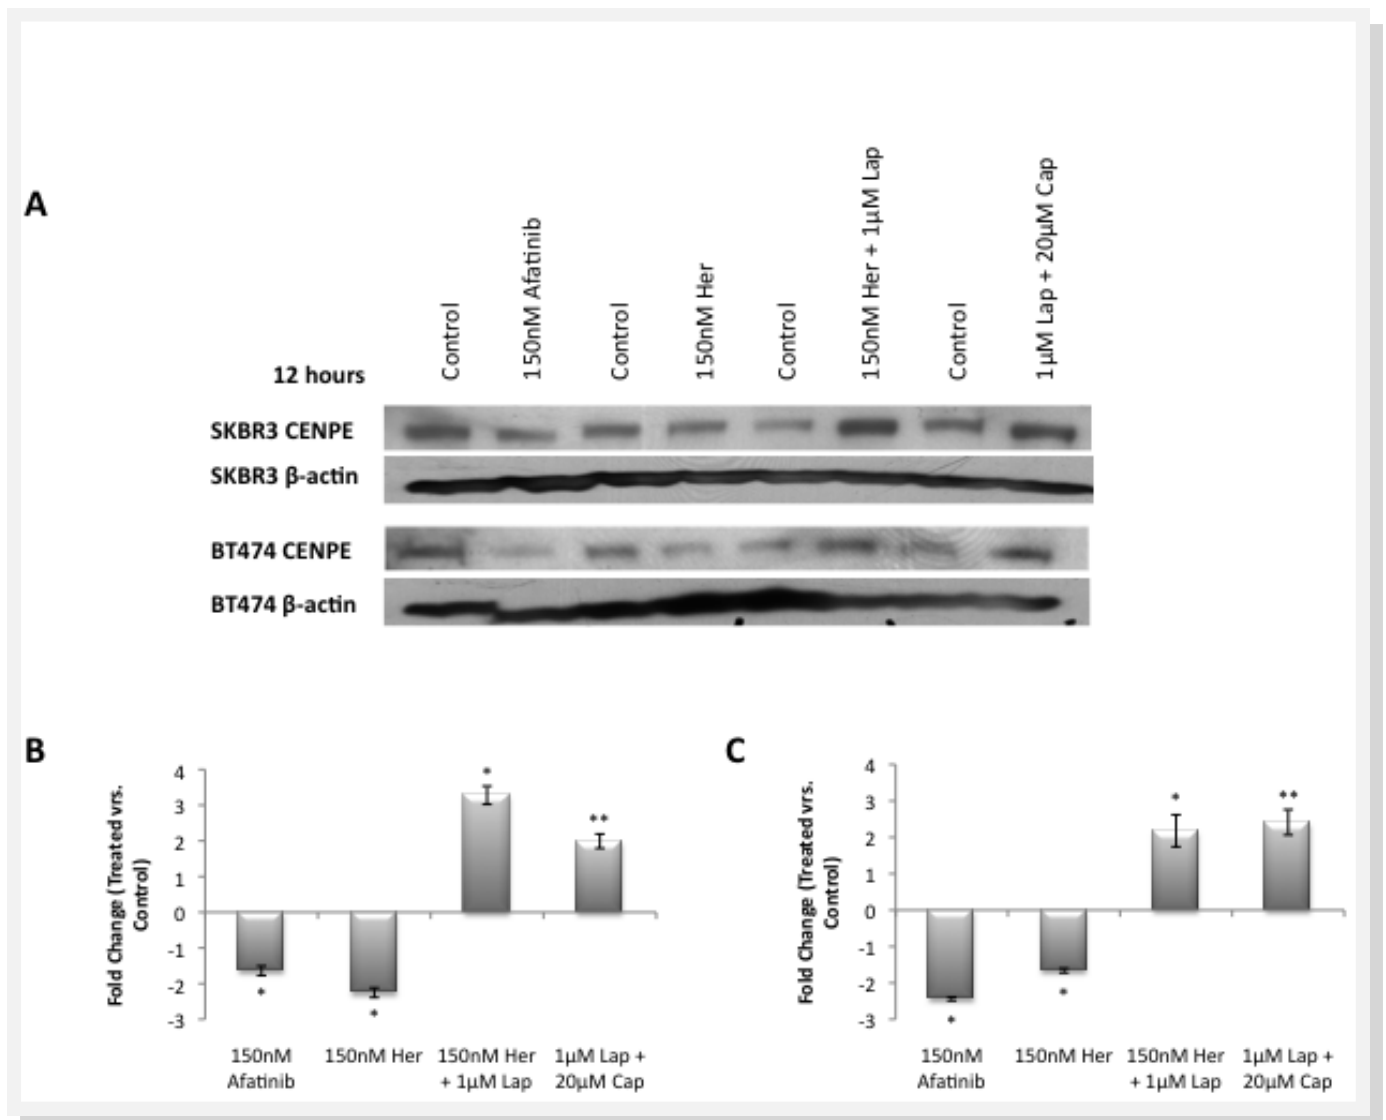 A
Control
150nM Afatinib
Control
150nM Her
Control
150nM Her + 1µM Lap
Control
1µM Lap + 20µM Cap
12 hours
SKBR3 CENPE
SKBR3 β-actin
BT474 CENPE
BT474 β-actin
B
Fold Change (Treated vrs.
Control)
4
3
2
1
0
-1
-2
-3
*
*
*
**
150nM
Afatinib
150nM Her
150nM Her
+ 1µM Lap
1µM Lap +
20µM Cap
C
Fold Change (Treated vrs.
Control)
4
3
2
1
0
-1
-2
-3
*
*
*
**
150nM
Afatinib
150nM Her
150nM Her
+ 1µM Lap
1µM Lap +
20µM Cap